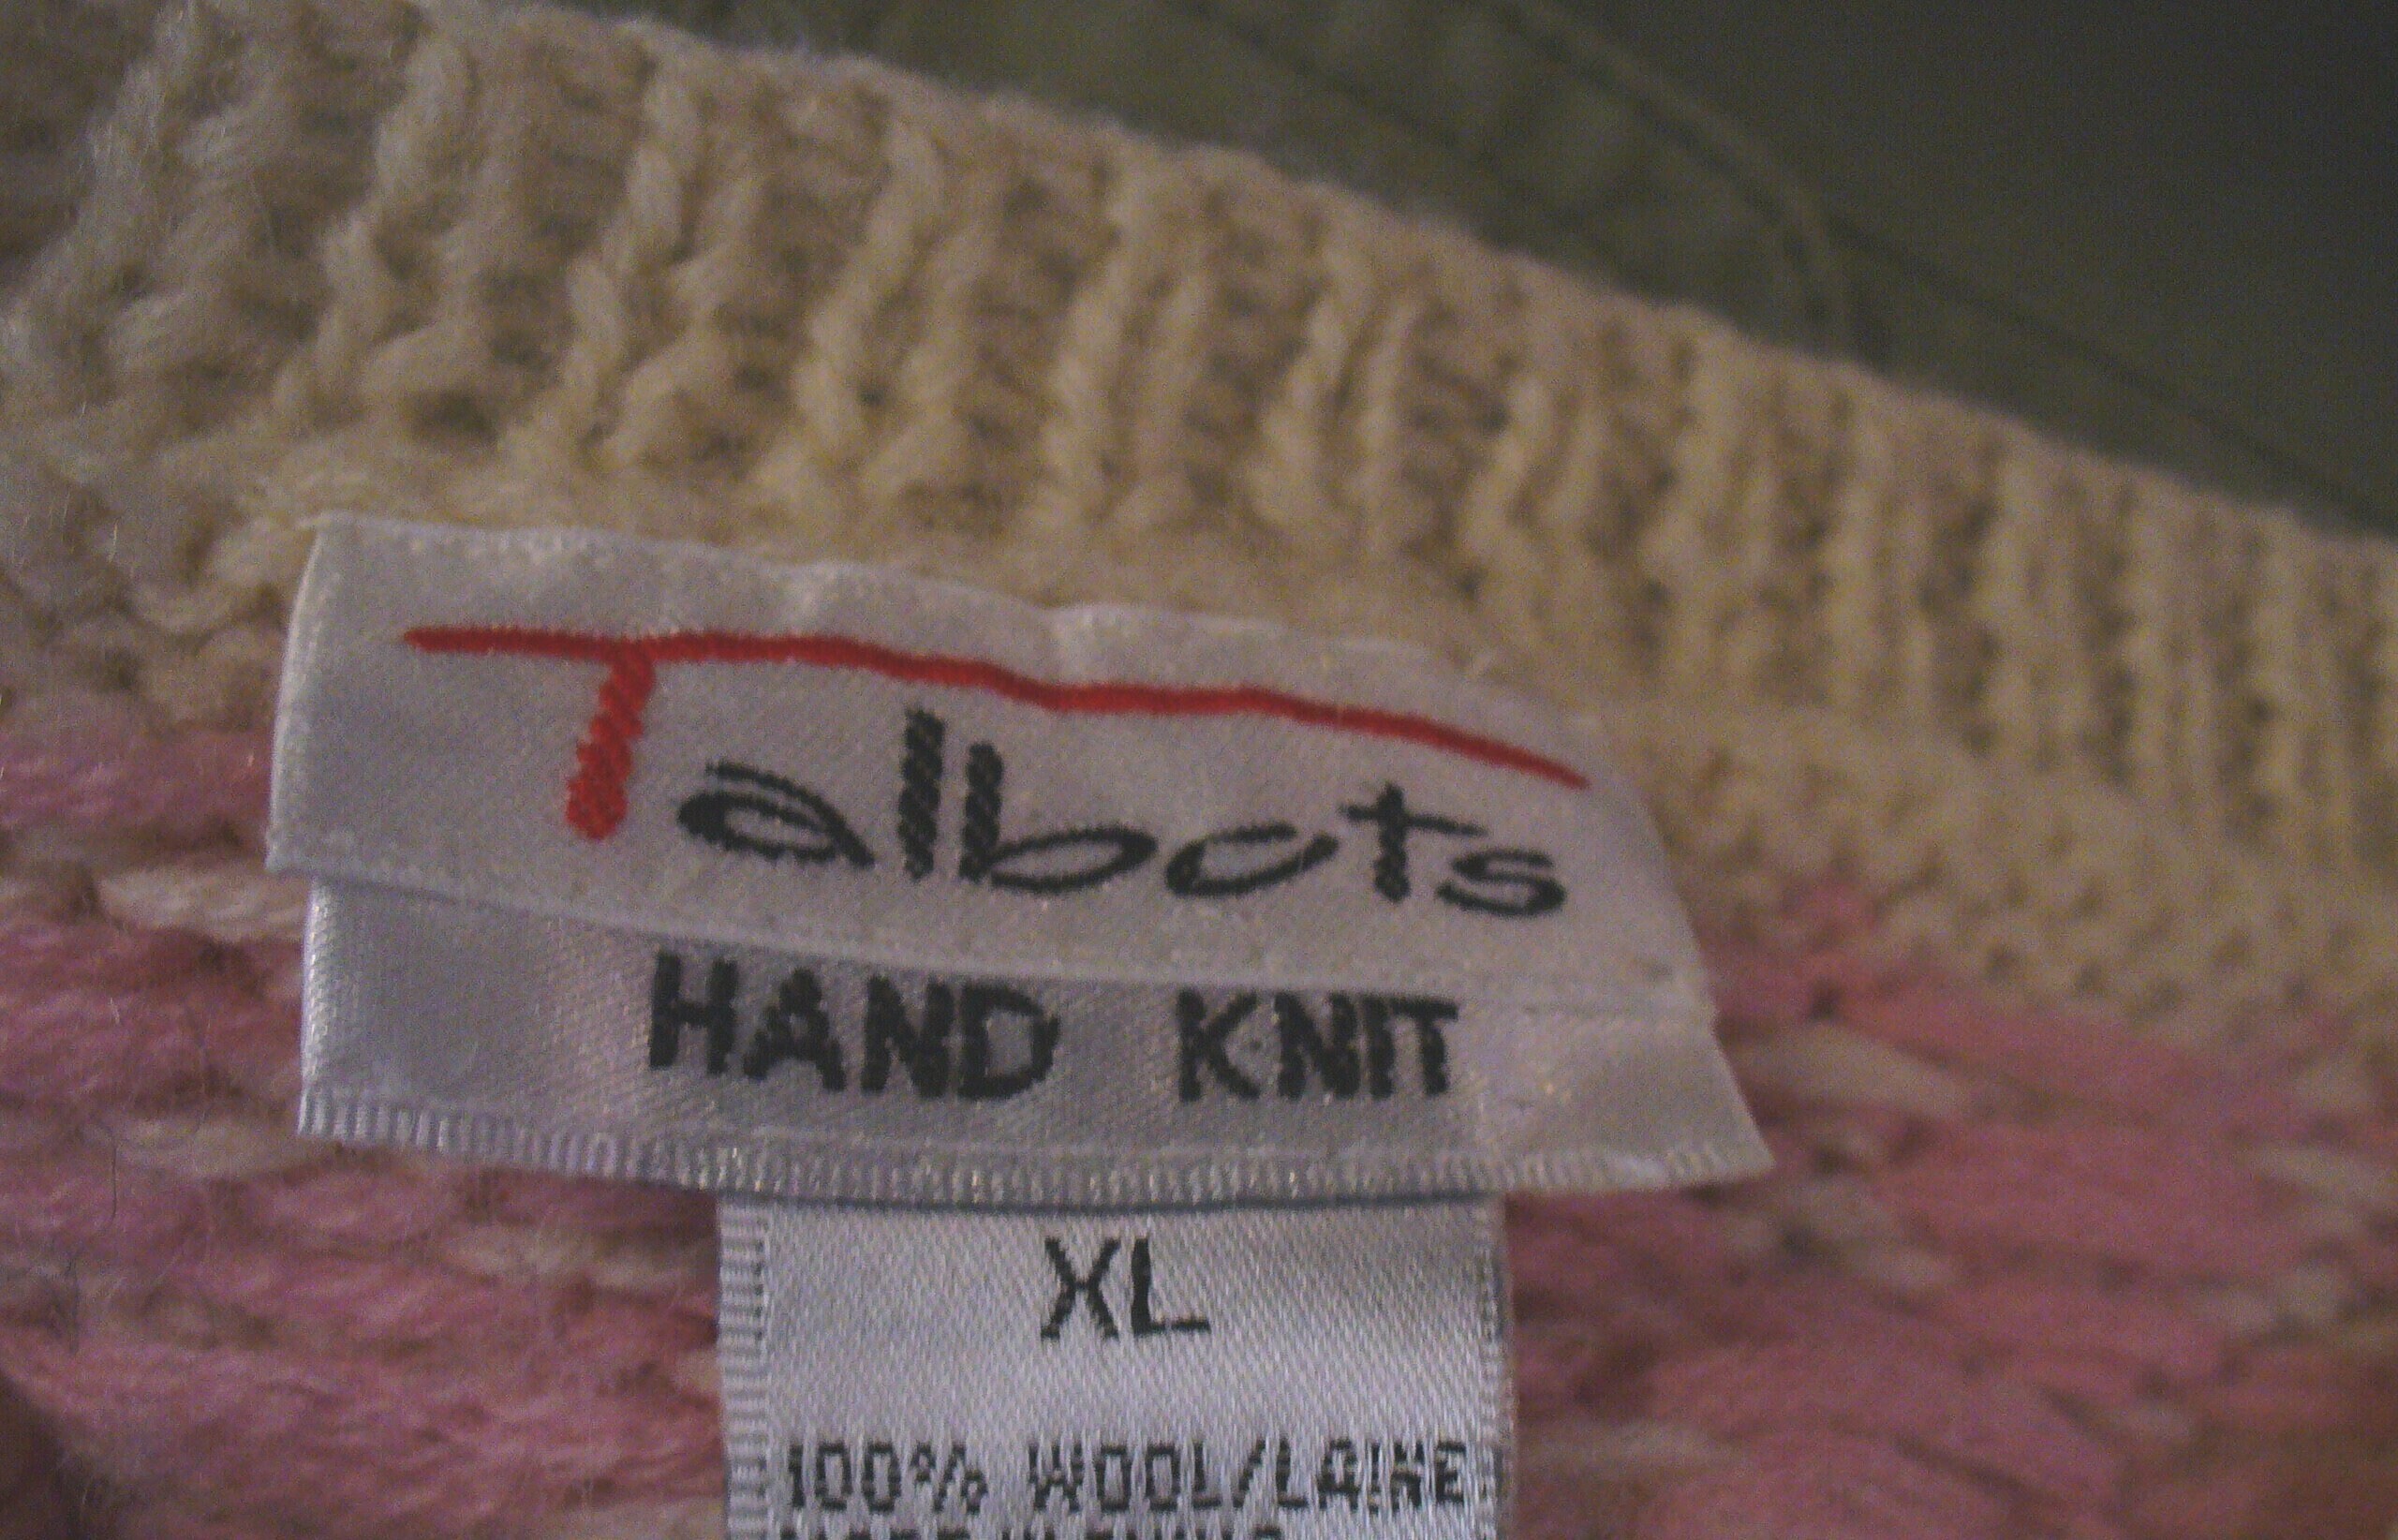 Talbots
HAND KNIT
XL
100% WOOL/LAINE